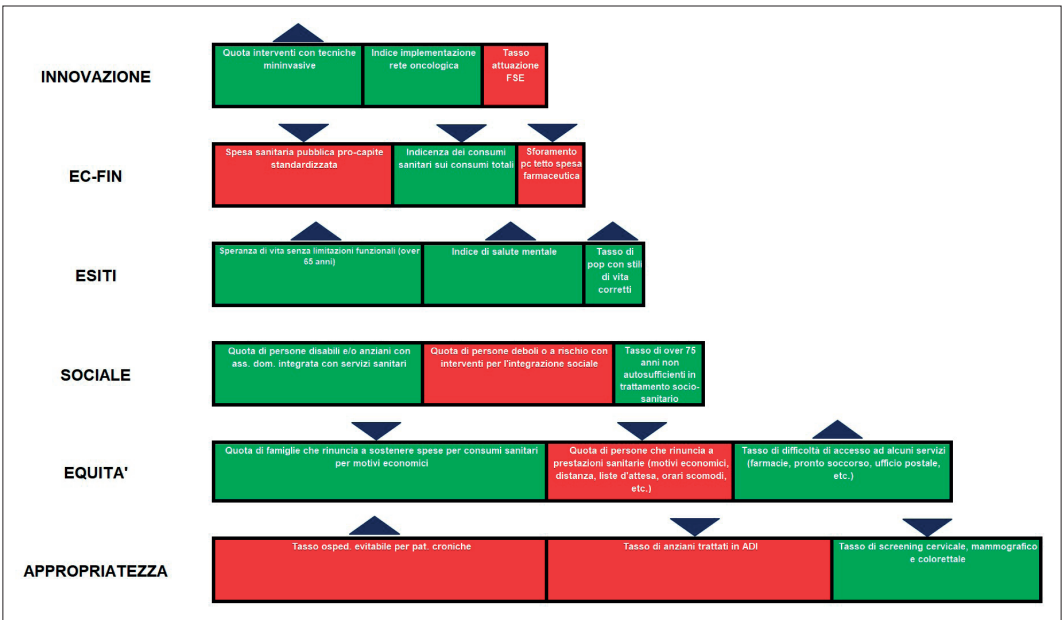 INNOVAZIONE
Quota interventi con tecniche
mininvasive
Indice implementazione
rete oncologica
Tasso
attuazione
FSE
EC-FIN
Spesa sanitaria pubblica pro-capite
standardizzata
Indicenza dei consumi
sanitari sui consumi totali
Sforamento
pc tetto spesa
farmaceutica
ESITI
Speranza di vita senza limitazioni funzionali (over
65 anni)
Indice di salute mentale
Tasso di
pop con stili
di vita
corretti
SOCIALE
Quota di persone disabili e/o anziani con
ass. dom. integrata con servizi sanitari
Quota di persone deboli o a rischio con
interventi per l'integrazione sociale
Tasso di over 75
anni non
autosufficienti in
trattamento socio-
sanitario
EQUITA'
Quota di famiglie che rinuncia a sostenere spese per consumi sanitari
per motivi economici
Quota di persone che rinuncia a
prestazioni sanitarie (motivi economici,
distanza, liste d'attesa, orari scomodi,
etc.)
Tasso di difficoltà di accesso ad alcuni servizi
(farmacie, pronto soccorso, ufficio postale,
etc.)
APPROPRIATEZZA
Tasso osped. evitabile per pat. croniche
Tasso di anziani trattati in ADI
Tasso di screening cervicale, mammografico
e colorettale